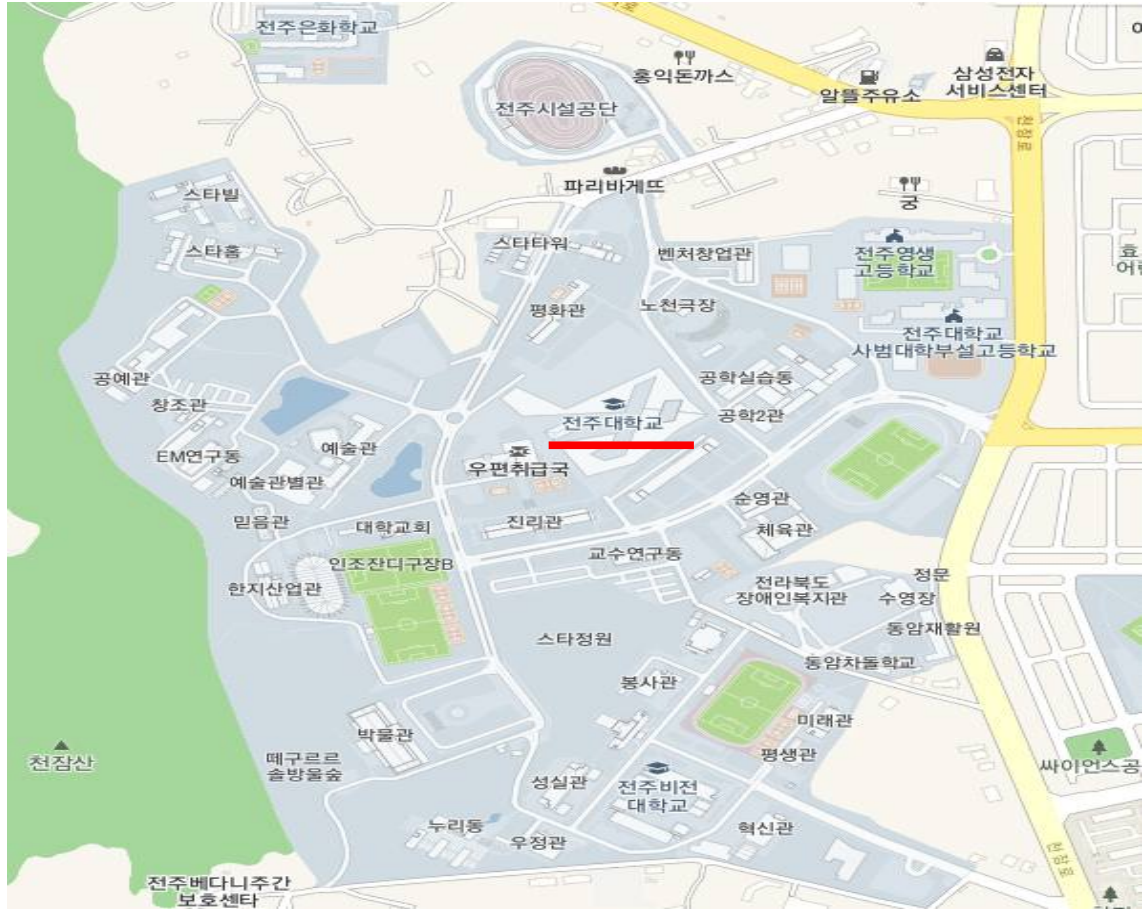 전주은화학교
홍익돈까스
삼성전자
서비스센터
알뜰주유소
전주시설공단
천잠로
파리바게뜨
궁
스타빌
스타홈
스타타워
벤처창업관
전주영생
고등학교
효
평화관
노천극장
전주대학교
사범대학부설고등학교
공예관
공학실습동
창조관
전주대학교
공학2관
예술관
EM연구동
우편취급국
예술관별관
순영관
믿음관
대학교회
진리관
체육관
인조잔디구장B
교수연구동
한지산업관
전라북도
장애인복지관
정문
수영장
스타정원
동암재활원
동암차돌학교
봉사관
미래관
박물관
평생관
천잠산
떼구르르
솔방울숲
싸이언스공
성실관
전주비전
대학교
누리동
우정관
혁신관
천잠로
전주베다니주간
보호센타